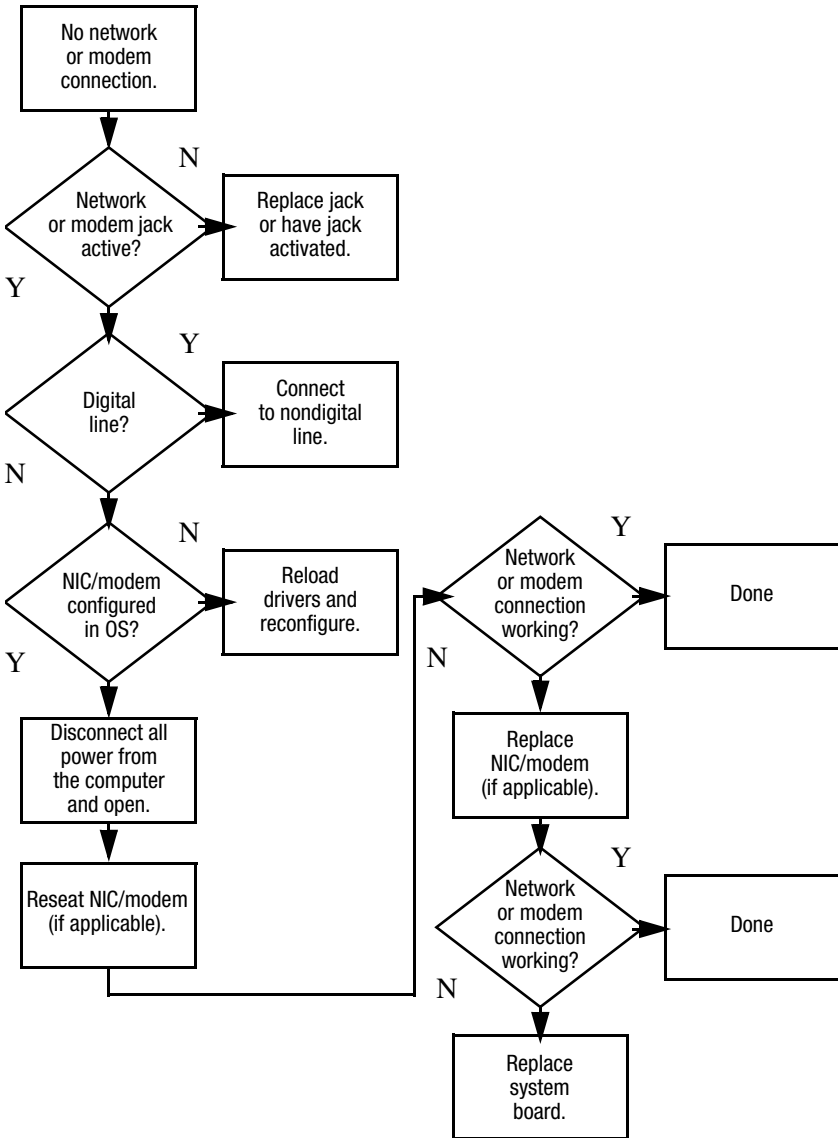 No network
or modem
connection.
N
Network
or modem jack
active?
Replace jack
or have jack
activated.
Y
Y
Digital
line?
Connect
to nondigital
line.
N
N
NIC/modem
configured
in OS?
Reload
drivers and
reconfigure.
Y
Disconnect all
power from
the computer
and open.
Reseat NIC/modem
(if applicable).
Y
Network
or modem
connection
working?
Done
N
Replace
NIC/modem
(if applicable).
Y
Network
or modem
connection
working?
Done
N
Replace
system
board.